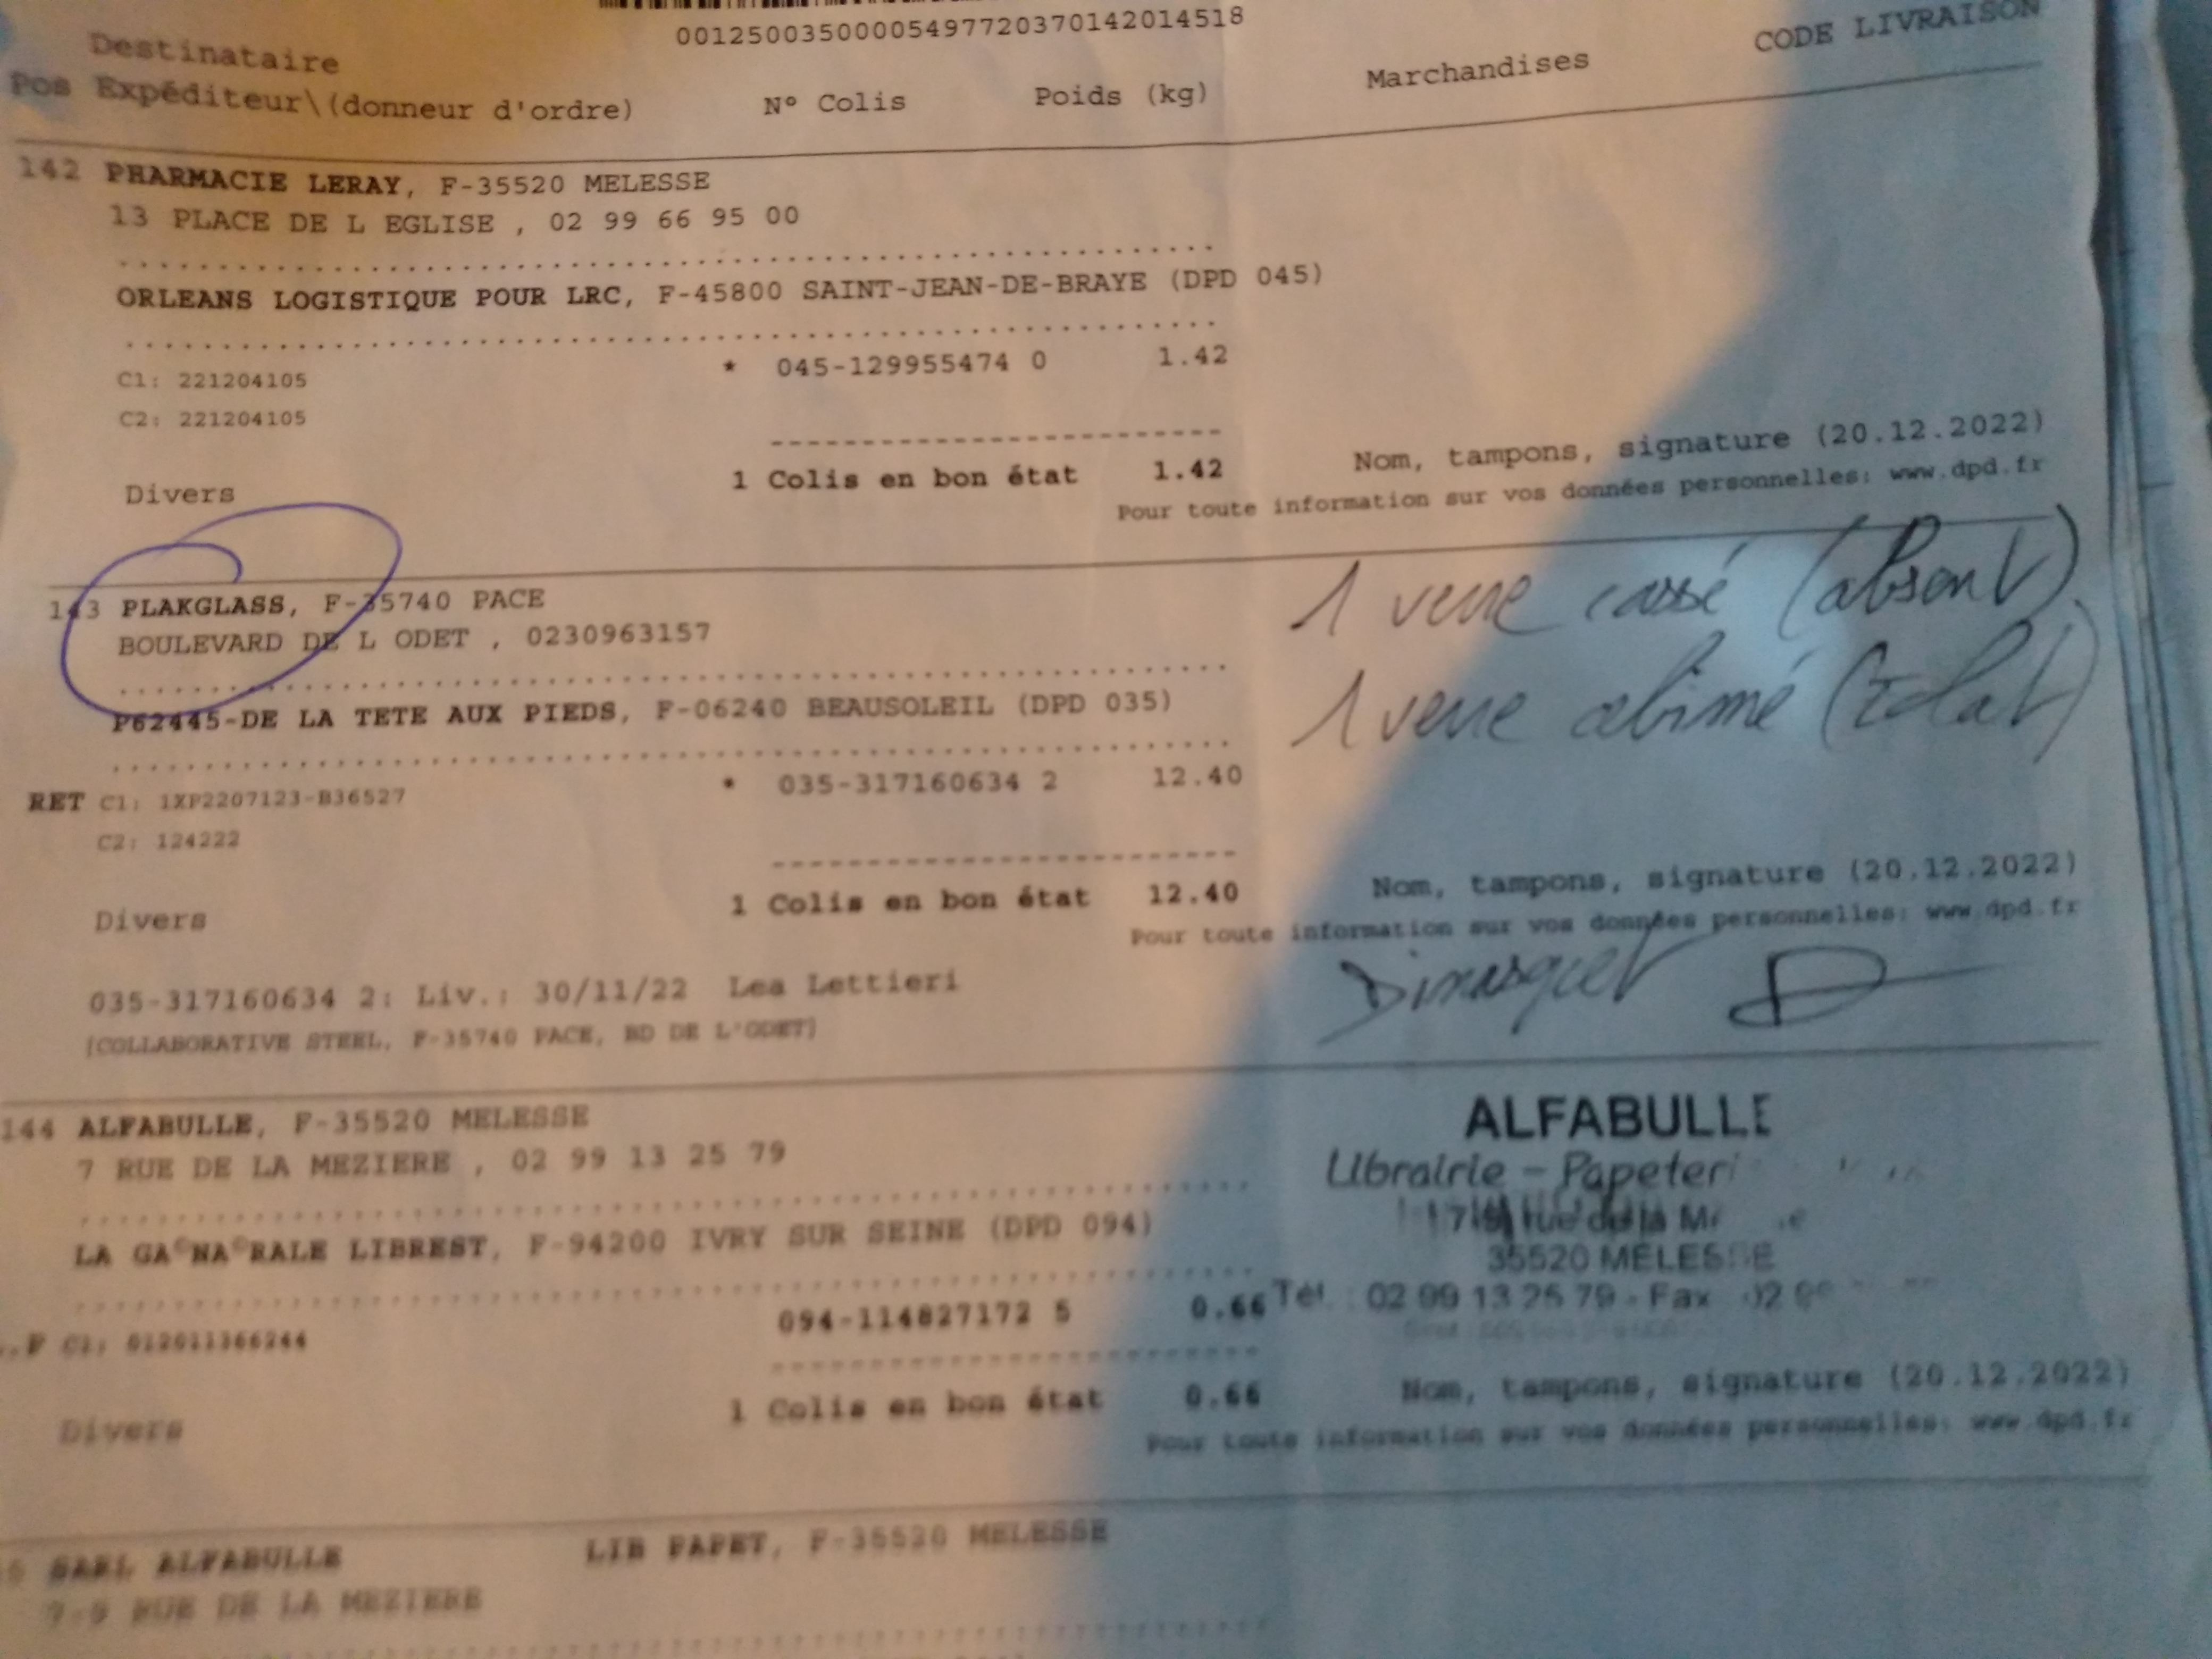 0012500350000549772037014​2014518
Destinataire
CODE LIVRAISON
Pos Expéditeur\(donneur d'ordre) N° Colis Poids (kg) Marchandises
142 PHARMACIE LERAY, F-35520 MELESSE
13 PLACE DE L EGLISE , 02 99 66 95 00
ORLEANS LOGISTIQUE POUR LRC, F-45800 SAINT-JEAN-DE-BRAYE (DPD 045)
* 045-129955474 0 1.42
C1: 221204105
C2: 221204105
1 Colis en bon état 1.42 Nom, tampons, signature (20.12.2022)
Divers
Pour toute information sur vos données personnelles: www.dpd.fr
143 PLAKGLASS, F-35740 PACE
1 verre cassé (absent)
BOULEVARD DE L ODET , 0230963157
P62445-DE LA TETE AUX PIEDS, F-06240 BEAUSOLEIL (DPD 035)
1 verre abimé (Eclat)
* 035-317160634 2 12.40
RET C1: 1XP2207123-B36527
C2: 124222
1 Colis en bon état 12.40 Nom, tampons, signature (20.12.2022)
Divers
Pour toute information sur vos données personnelles: www.dpd.fr
035-317160634 2: Liv.: 30/11/22 Lea Lettieri
(COLLABORATIVE STEEL, F-35740 PACE, BD DE L'ODET)
144 ALFABULLE, F-35520 MELESSE
7 RUE DE LA MEZIERE , 02 99 13 25 79
ALFABULLE
Librairie - Papeteri
rue de la
35520 MELESSE
Tél. : 02 99 13 25 79 - Fax 02
LA GA©NA©RALE LIBREST, F-94200 IVRY SUR SEINE (DPD 094)
094-114827172 5 0.66
C1: 012011366244
1 Colis en bon état 0.66 Nom, tampons, signature (20.12.2022)
Divers
Pour toute information sur vos données personnelles: www.dpd.fr
SARL ALFABULLE LIB PAPET, F-35520 MELESSE
7-9 RUE DE LA MEZIERE